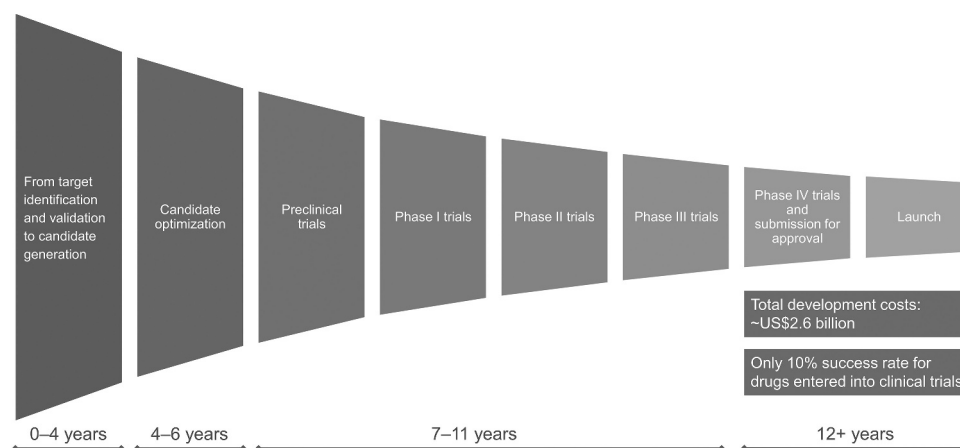 From target
identification
and validation
to candidate
generation
Candidate
optimization
Preclinical
trials
Phase I trials
Phase II trials
Phase III trials
Phase IV trials
and
submission for
approval
Launch
Total development costs:
~US$2.6 billion
Only 10% success rate for
drugs entered into clinical trials
0–4 years
4–6 years
7–11 years
12+ years